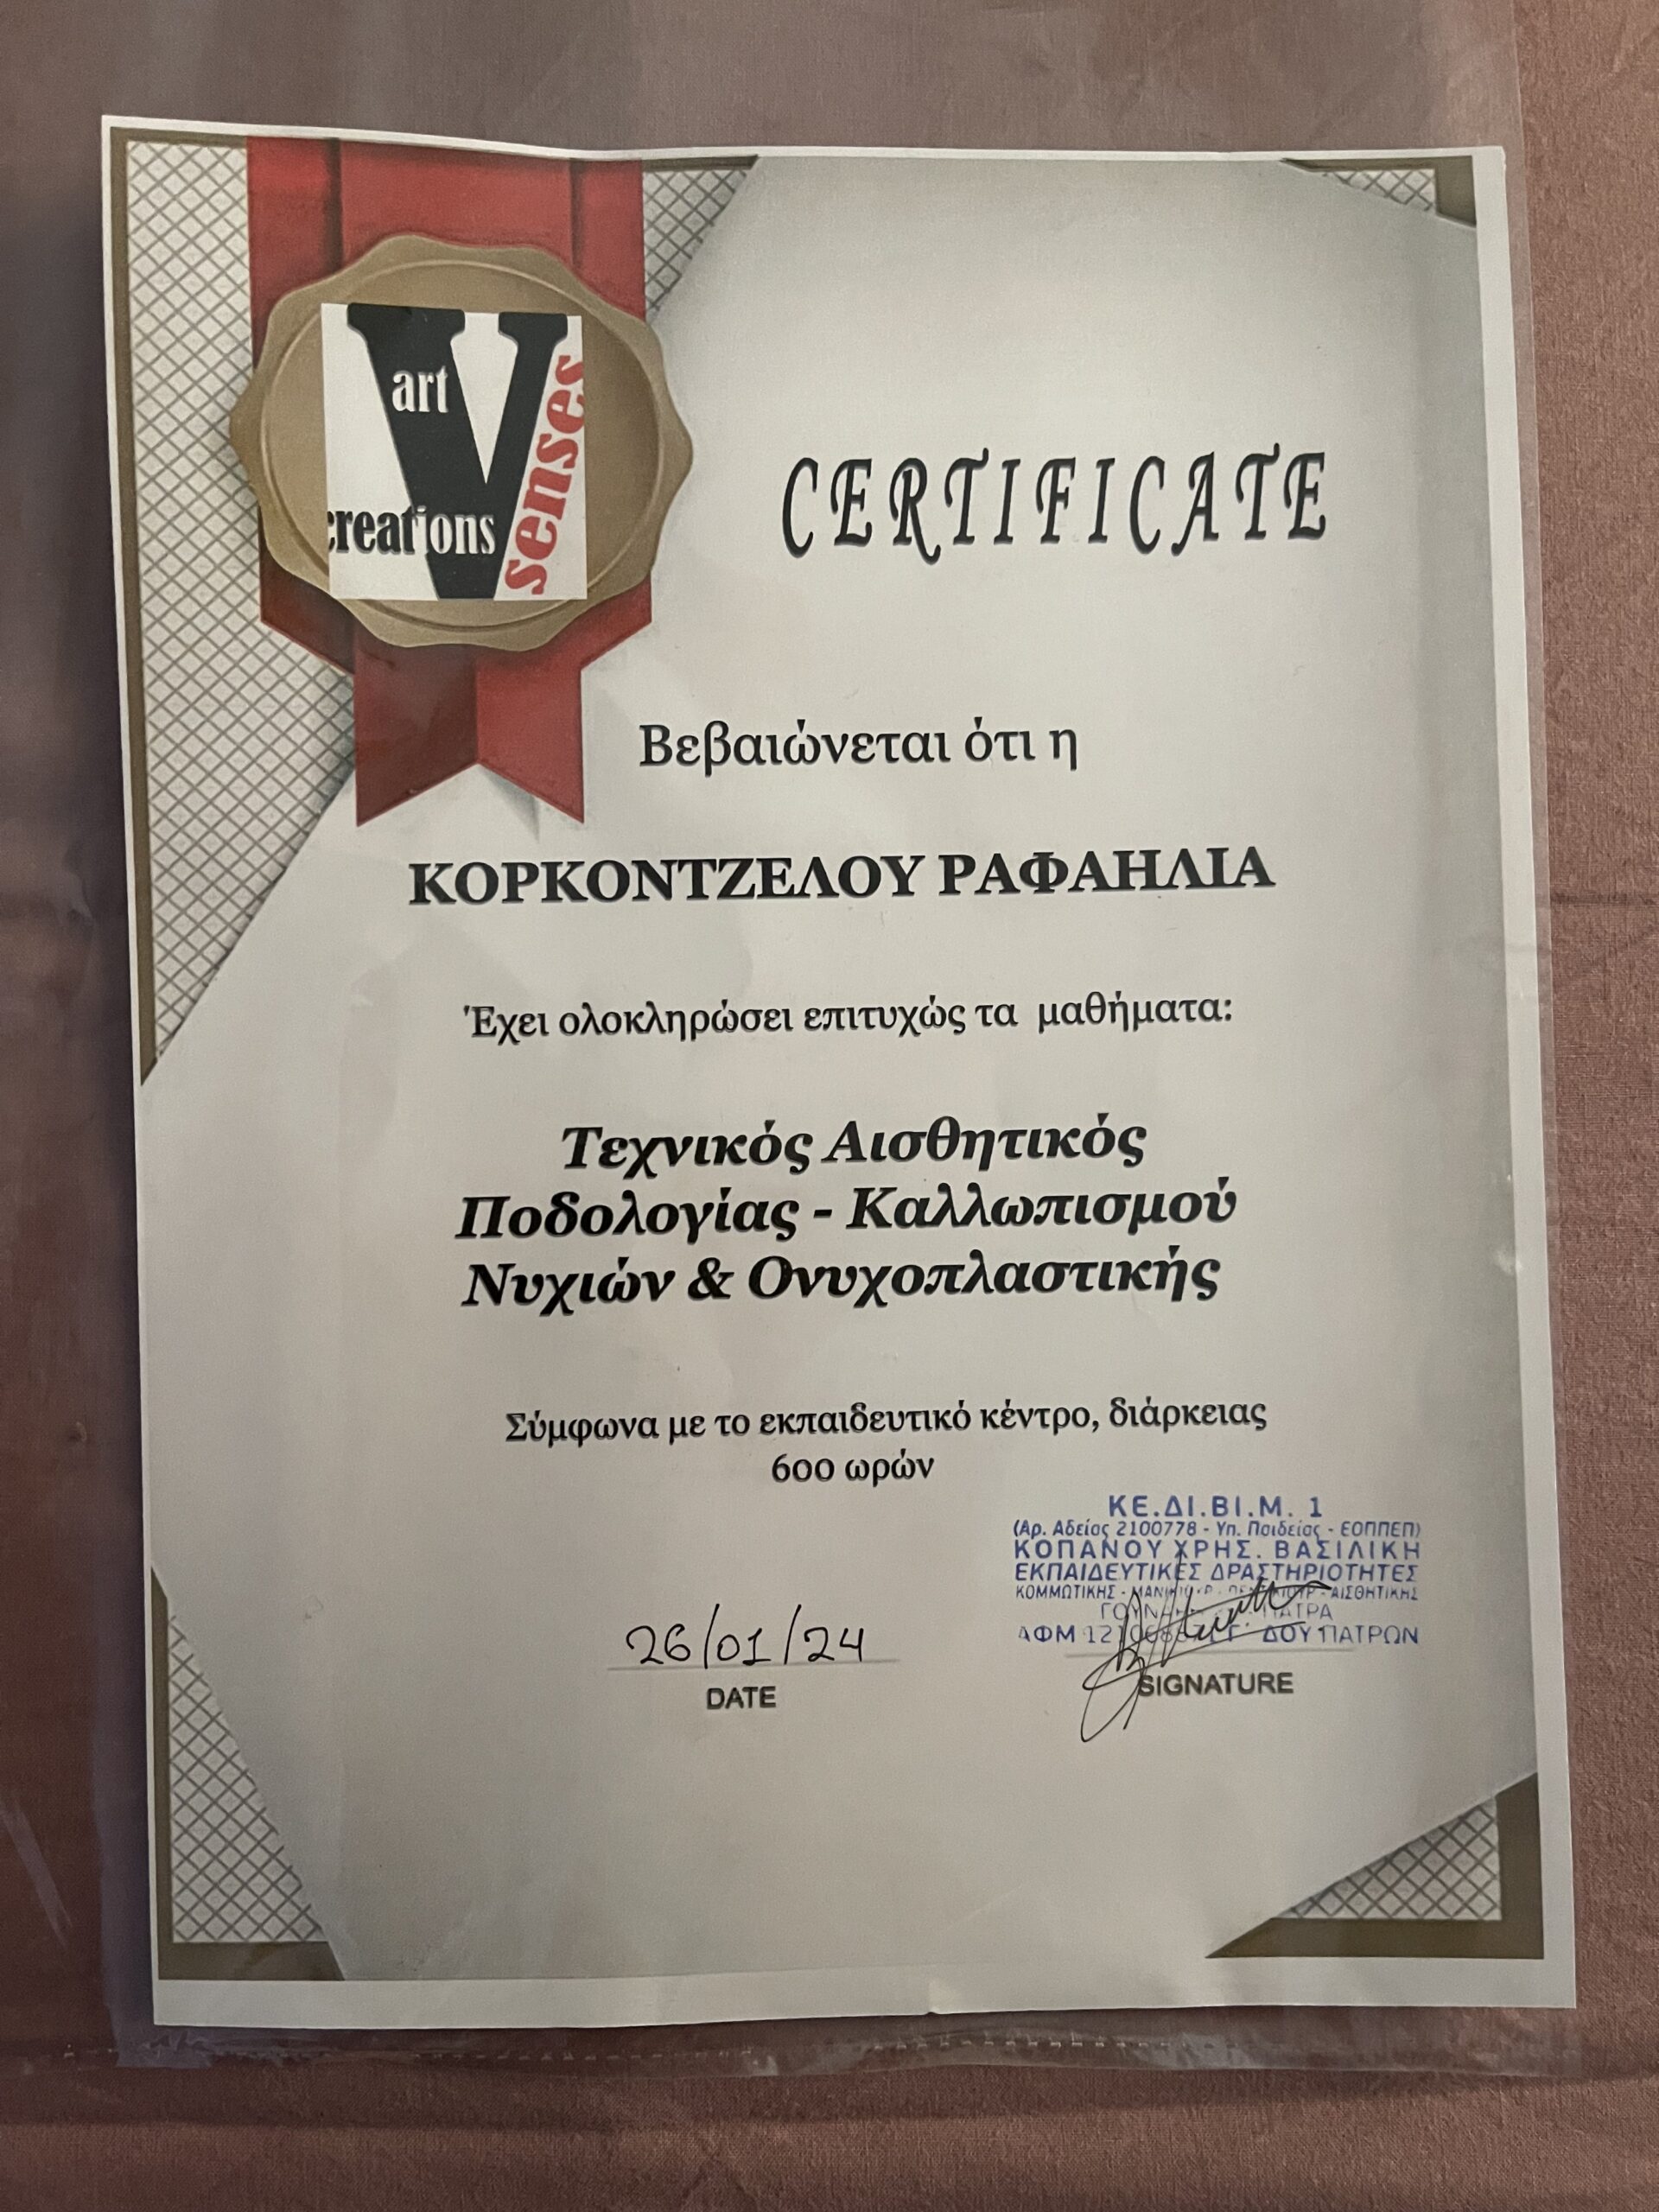 art
creations
senses
CERTIFICATE
Βεβαιώνεται ότι η
ΚΟΡΚΟΝΤΖΕΛΟΥ ΡΑΦΑΗΛΙΑ
Έχει ολοκληρώσει επιτυχώς τα μαθήματα:
Τεχνικός Αισθητικός
Ποδολογίας - Καλλωπισμού
Νυχιών & Ονυχοπλαστικής
Σύμφωνα με το εκπαιδευτικό κέντρο, διάρκειας
600 ωρών
ΚΕ.ΔΙ.ΒΙ.Μ. 1
(Αρ. Αδείας 2100778 - Υπ. Παιδείας - ΕΟΠΠΕΠ)
ΚΟΠΑΝΟΥ ΧΡΗΣ. ΒΑΣΙΛΙΚΗ
ΕΚΠΑΙΔΕΥΤΙΚΕΣ ΔΡΑΣΤΗΡΙΟΤΗΤΕΣ
ΚΟΜΜΩΤΙΚΗΣ - ΑΙΣΘΗΤΙΚΗΣ
ΠΑΤΡΑ
ΑΦΜ ΔΟΥ ΠΑΤΡΩΝ
26/01/24
DATE
SIGNATURE